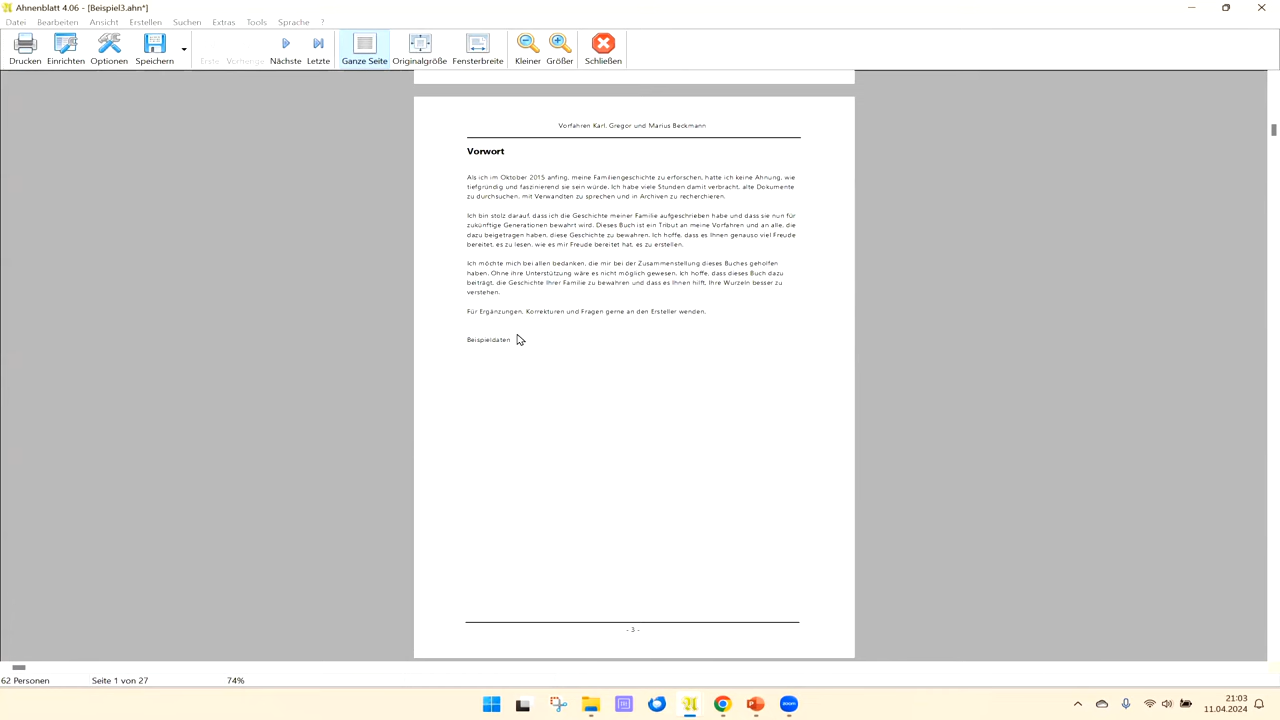 Ahnenblatt 4.06 - [Beispiel3.ahn*]
Datei Bearbeiten Ansicht Erstellen Suchen Extras Tools Sprache ?
Drucken Einrichten Optionen Speichern Erste Vorherige Nächste Letzte Ganze Seite Originalgröße Fensterbreite Kleiner Größer Schließen
Vorfahren Karl, Gregor und Marius Beckmann
Vorwort
Als ich im Oktober 2015 anfing, meine Familiengeschichte zu erforschen, hatte ich keine Ahnung, wie
tiefgründig und faszinierend sie sein würde. Ich habe viele Stunden damit verbracht, alte Dokumente
zu durchsuchen, mit Verwandten zu sprechen und in Archiven zu recherchieren.
Ich bin stolz darauf, dass ich die Geschichte meiner Familie aufgeschrieben habe und dass sie nun für
zukünftige Generationen bewahrt wird. Dieses Buch ist ein Tribut an meine Vorfahren und an alle, die
dazu beigetragen haben, diese Geschichte zu bewahren. Ich hoffe, dass es Ihnen genauso viel Freude
bereitet, es zu lesen, wie es mir Freude bereitet hat, es zu erstellen.
Ich möchte mich bei allen bedanken, die mir bei der Zusammenstellung dieses Buches geholfen
haben. Ohne ihre Unterstützung wäre es nicht möglich gewesen. Ich hoffe, dass dieses Buch dazu
beiträgt, die Geschichte Ihrer Familie zu bewahren und dass es Ihnen hilft, Ihre Wurzeln besser zu
verstehen.
Für Ergänzungen, Korrekturen und Fragen gerne an den Ersteller wenden.
Beispieldaten
- 3 -
62 Personen Seite 1 von 27 74%
zoom
21:03
11.04.2024